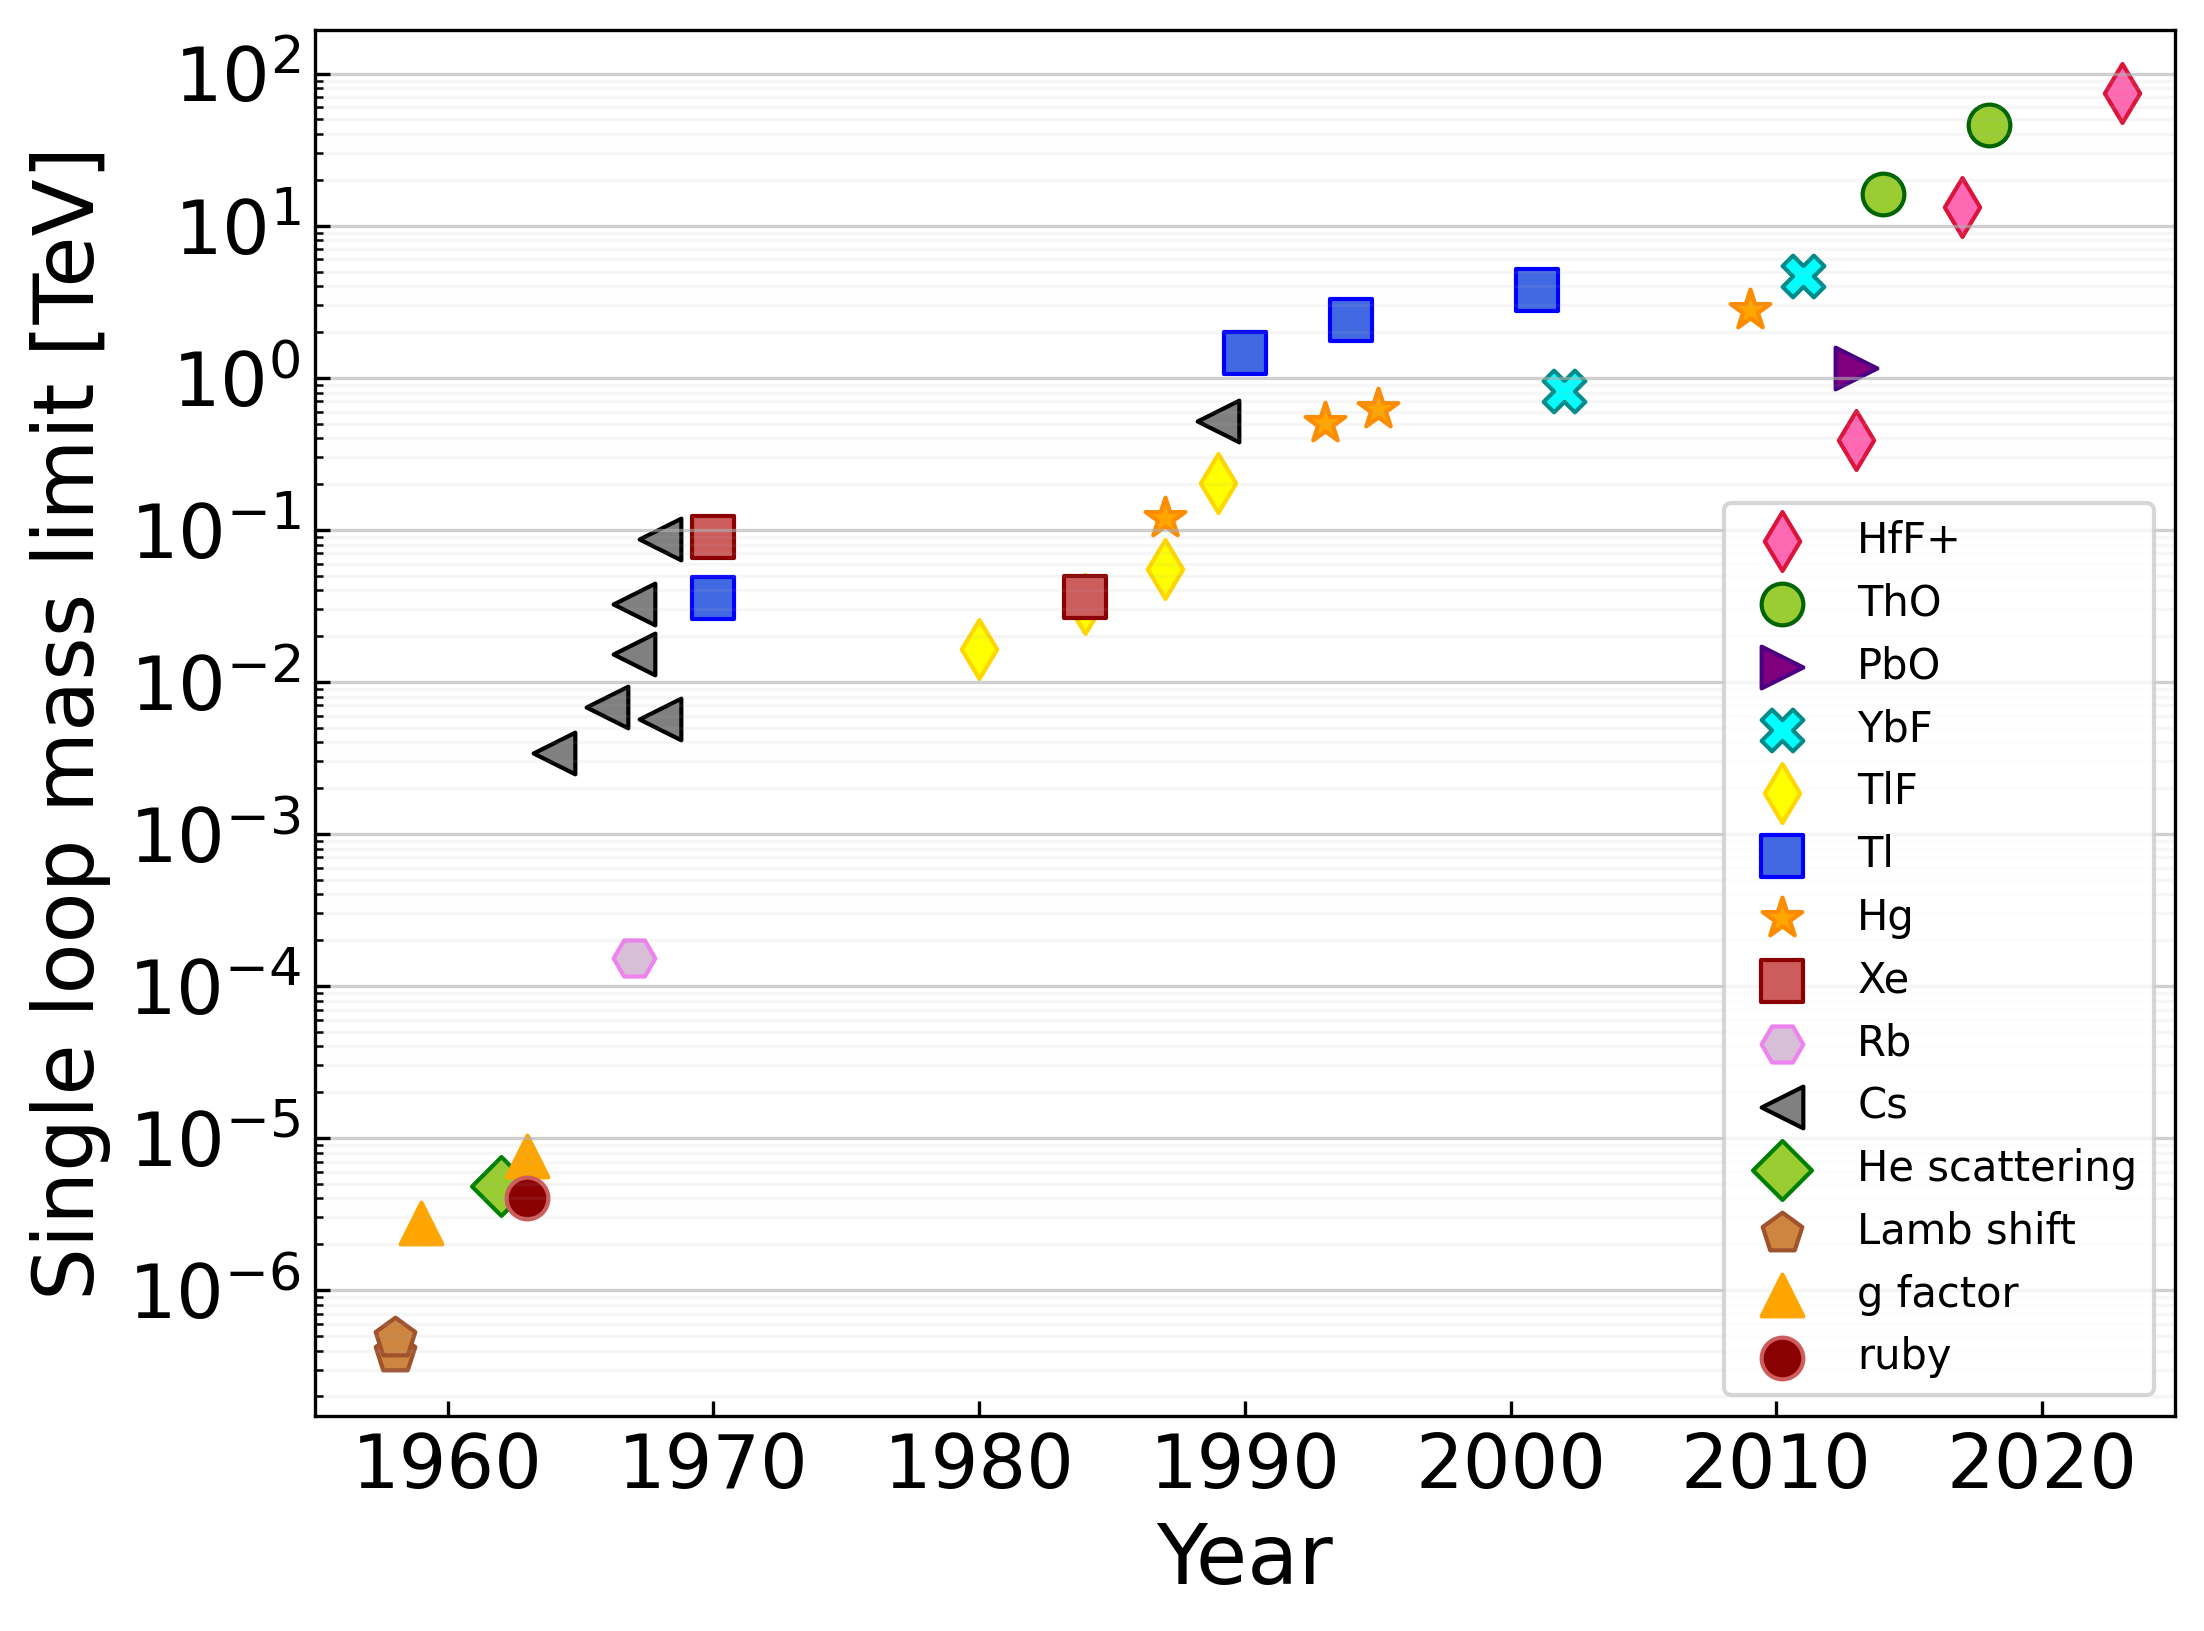 Single loop mass limit [TeV]
10²
10¹
10⁰
10⁻¹
10⁻²
10⁻³
10⁻⁴
10⁻⁵
10⁻⁶
HfF+
ThO
PbO
YbF
TlF
Tl
Hg
Xe
Rb
Cs
He scattering
Lamb shift
g factor
ruby
1960 1970 1980 1990 2000 2010 2020
Year